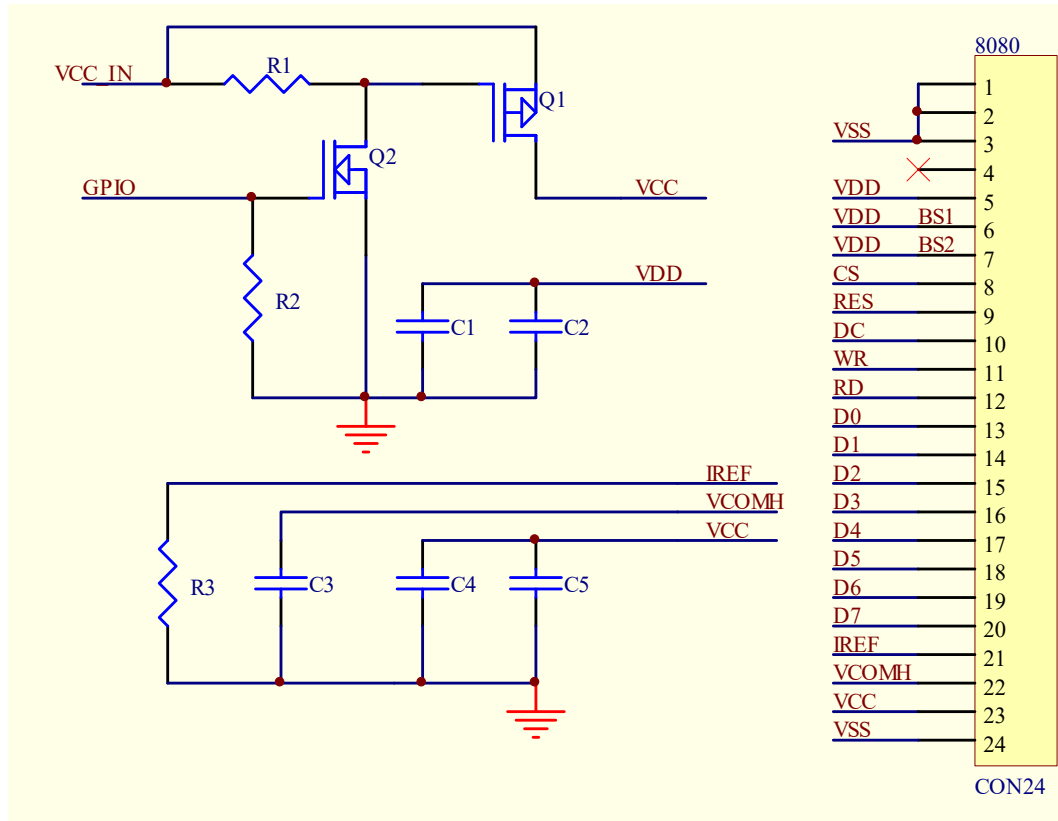 VCC_IN
R1
Q1
Q2
GPIO
VCC
R2
VDD
C1
C2
IREF
VCOMH
VCC
R3
C3
C4
C5
8080
1
2
VSS 3
4
VDD 5
VDD BS1 6
VDD BS2 7
CS 8
RES 9
DC 10
WR 11
RD 12
D0 13
D1 14
D2 15
D3 16
D4 17
D5 18
D6 19
D7 20
IREF 21
VCOMH 22
VCC 23
VSS 24
CON24